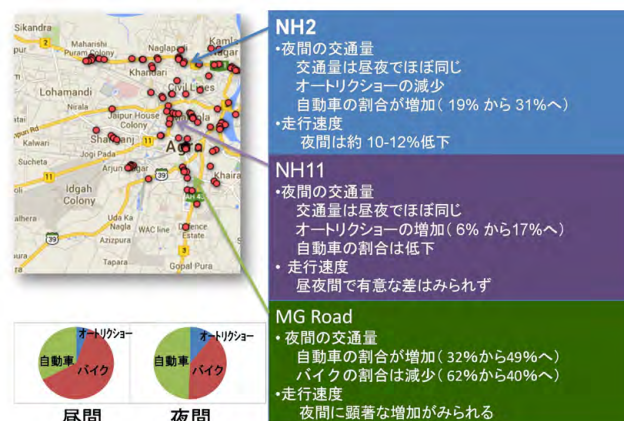 Sikandra
Maharishi
Puram Colony
Naglapadi
Kamla
Nagar
Khandari
Civil Lines
Lohamandi
Nirala
Jaipur House
Colony
Kalwari
Shahganj
Agra
Jogi Pada
Sucheta
Arjun Nagar
Khaira
Idgah
Colony
Uda Ka
Nagla
WAC line
Defence
Estate
Azizpura
Tapara
Gopal Pura
2
11
11
39
39
3
NH2
•夜間の交通量
交通量は昼夜でほぼ同じ
オートリクショーの減少
自動車の割合が増加( 19% から 31%へ)
•走行速度
夜間は約 10-12%低下
NH11
•夜間の交通量
交通量は昼夜でほぼ同じ
オートリクショーの増加( 6% から17%へ)
自動車の割合は低下
• 走行速度
昼夜間で有意な差はみられず
MG Road
• 夜間の交通量
自動車の割合が増加( 32%から49%へ)
バイクの割合は減少( 62%から40%へ)
•走行速度
夜間に顕著な増加がみられる
オートリクショー
自動車
バイク
オートリクショー
自動車
バイク
昼間
夜間